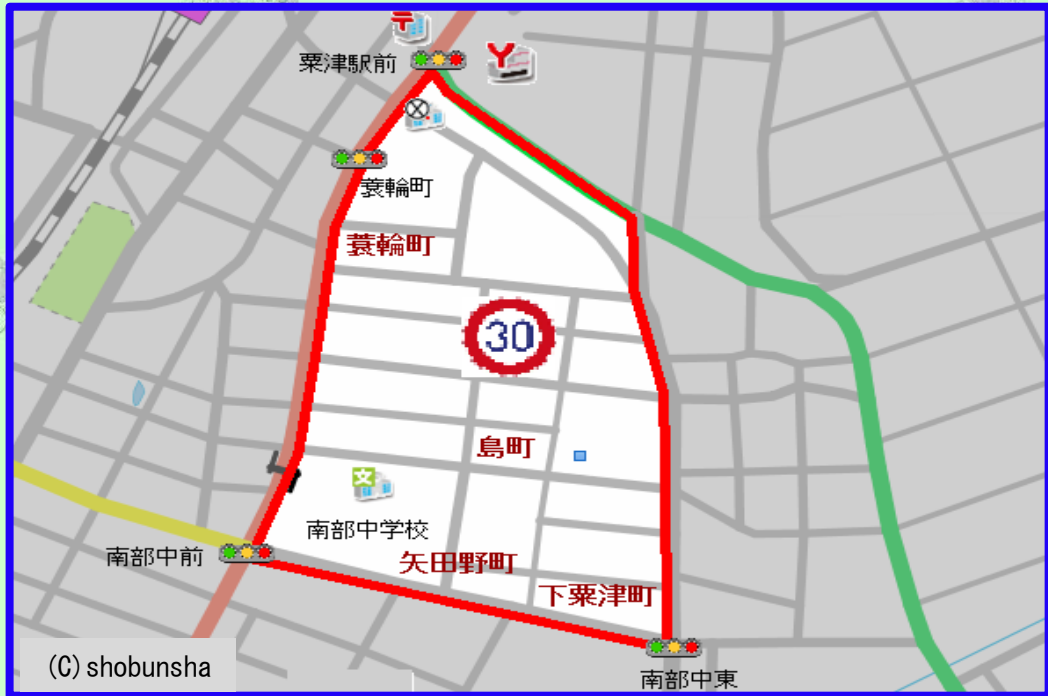 粟津駅前
Y
蓑輪町
蓑輪町
30
島町
文
南部中学校
南部中前
矢田野町
下粟津町
南部中東
(C) shobunsha